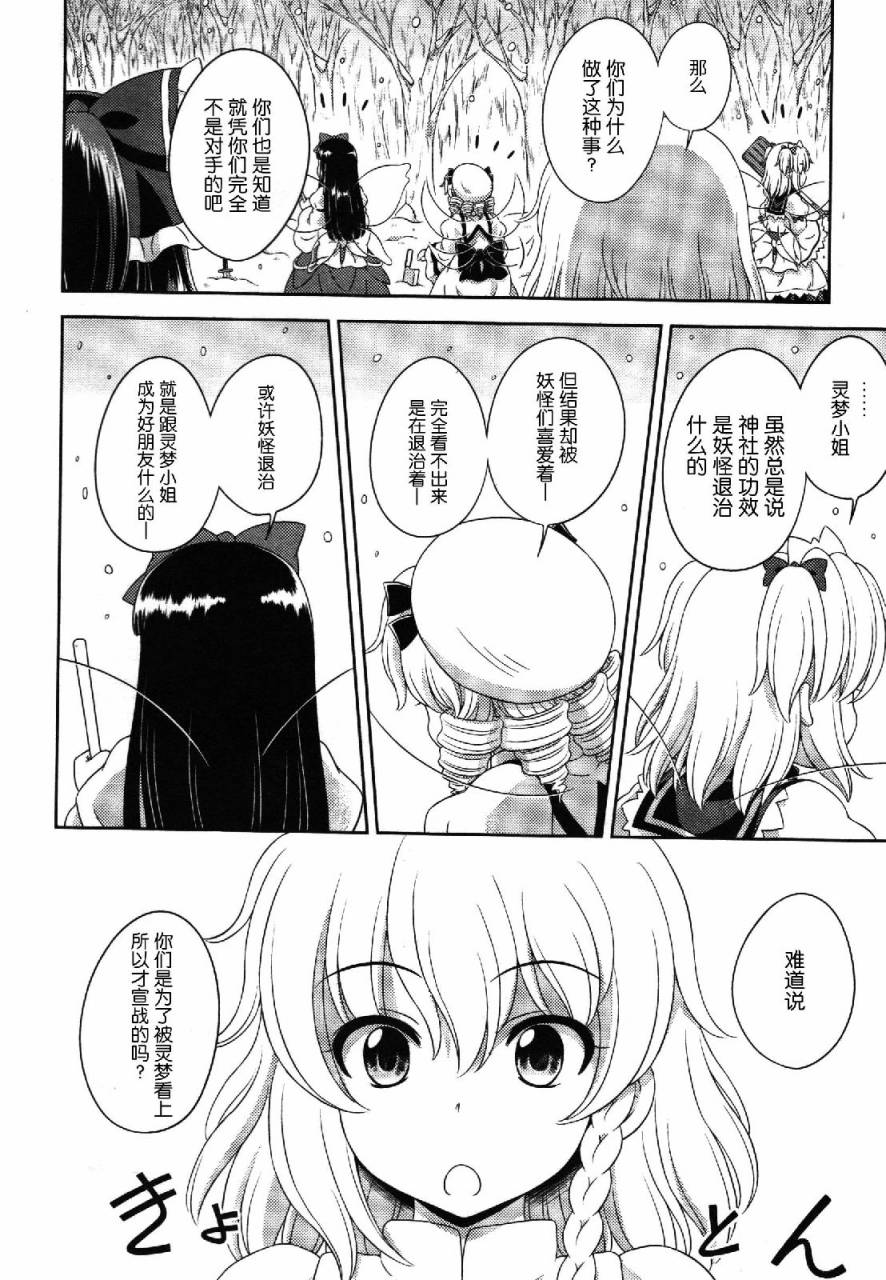 那么
你们为什么
做了这种事？
你们也是知道
就凭你们完全
不是对手的吧
……
灵梦小姐
虽然总是说
神社的功效
是妖怪退治
什么的
但结果却被
妖怪们喜爱着—
完全看不出来
是在退治着—
或许妖怪退治
就是跟灵梦小姐
成为好朋友什么的—
难道说
你们是为了被灵梦看上
所以才宣战的吗？
きょとん